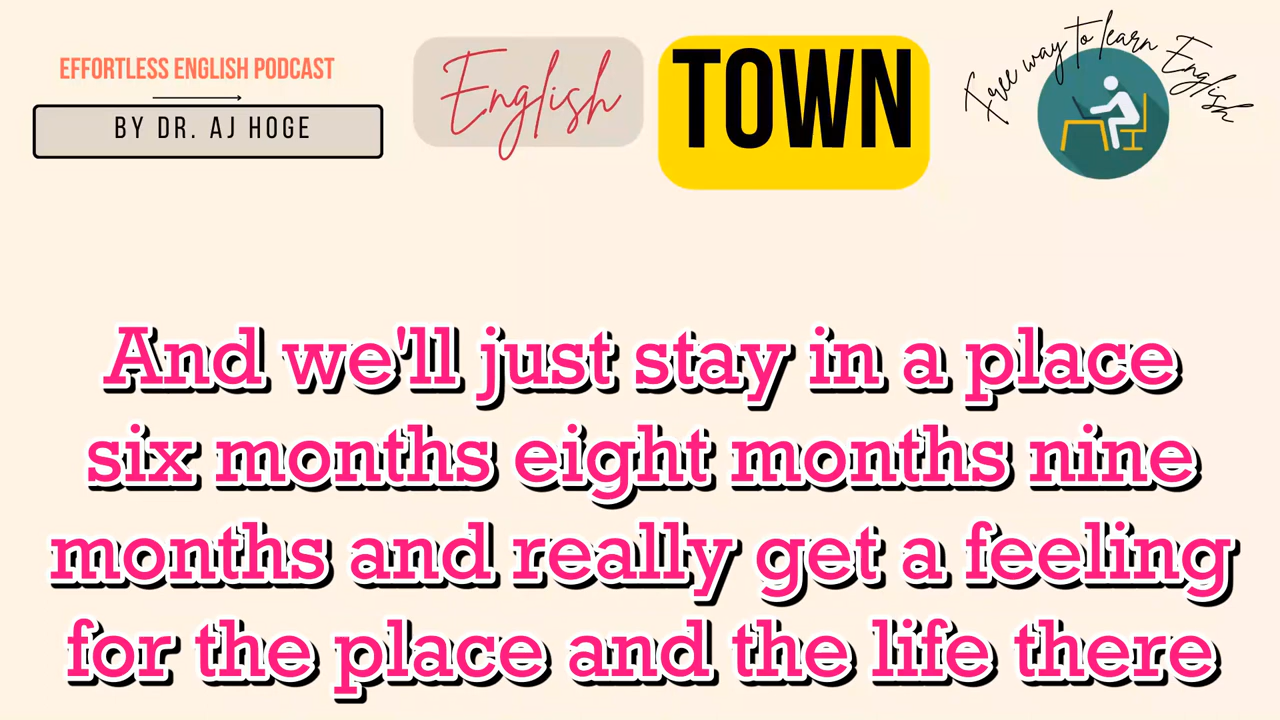 EFFORTLESS ENGLISH PODCAST
BY DR. AJ HOGE
English
TOWN
Free way to learn English
And we'll just stay in a place
six months eight months nine
months and really get a feeling
for the place and the life there